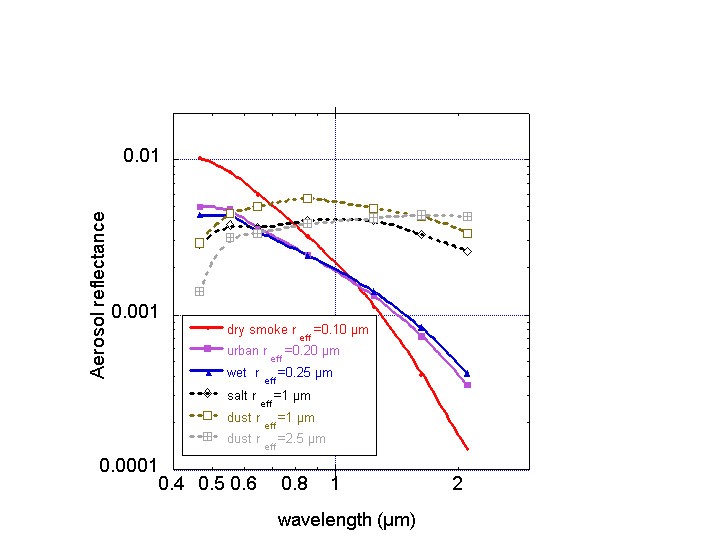 0.01
0.001
0.0001
Aerosol reflectance
dry smoke r eff=0.10 µm
urban r eff=0.20 µm
wet r eff=0.25 µm
salt r eff=1 µm
dust r eff=1 µm
dust r eff=2.5 µm
0.4 0.5 0.6 0.8 1 2
wavelength (µm)